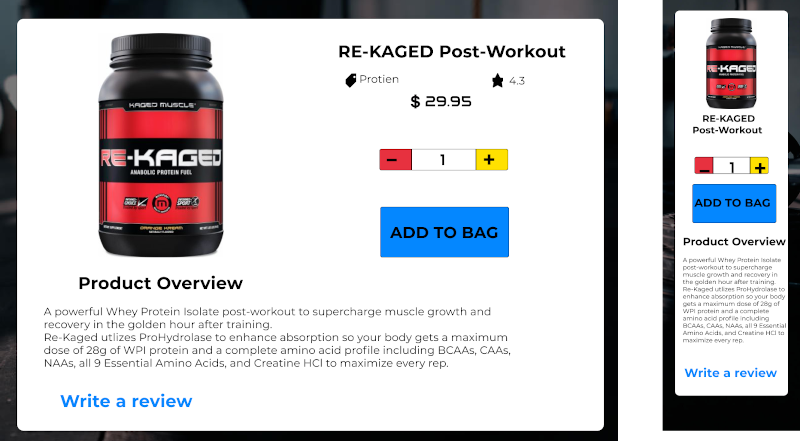 KAGED MUSCLE
RE-KAGED
ANABOLIC PROTEIN FUEL
ORANGE KREAM
RE-KAGED Post-Workout
Protien
4.3
$ 29.95
− 1 +
ADD TO BAG
Product Overview
A powerful Whey Protein Isolate post-workout to supercharge muscle growth and
recovery in the golden hour after training.
Re-Kaged utlizes ProHydrolase to enhance absorption so your body gets a maximum
dose of 28g of WPI protein and a complete amino acid profile including BCAAs, CAAs,
NAAs, all 9 Essential Amino Acids, and Creatine HCl to maximize every rep.
Write a review
KAGED MUSCLE
RE-KAGED
RE-KAGED
Post-Workout
− 1 +
ADD TO BAG
Product Overview
A powerful Whey Protein Isolate
post-workout to supercharge
muscle growth and recovery in
the golden hour after training.
Re-Kaged utlizes ProHydrolase to
enhance absorption so your body
gets a maximum dose of 28g of
WPI protein and a complete
amino acid profile including
BCAAs, CAAs, NAAs, all 9 Essential
Amino Acids, and Creatine HCl to
maximize every rep.
Write a review